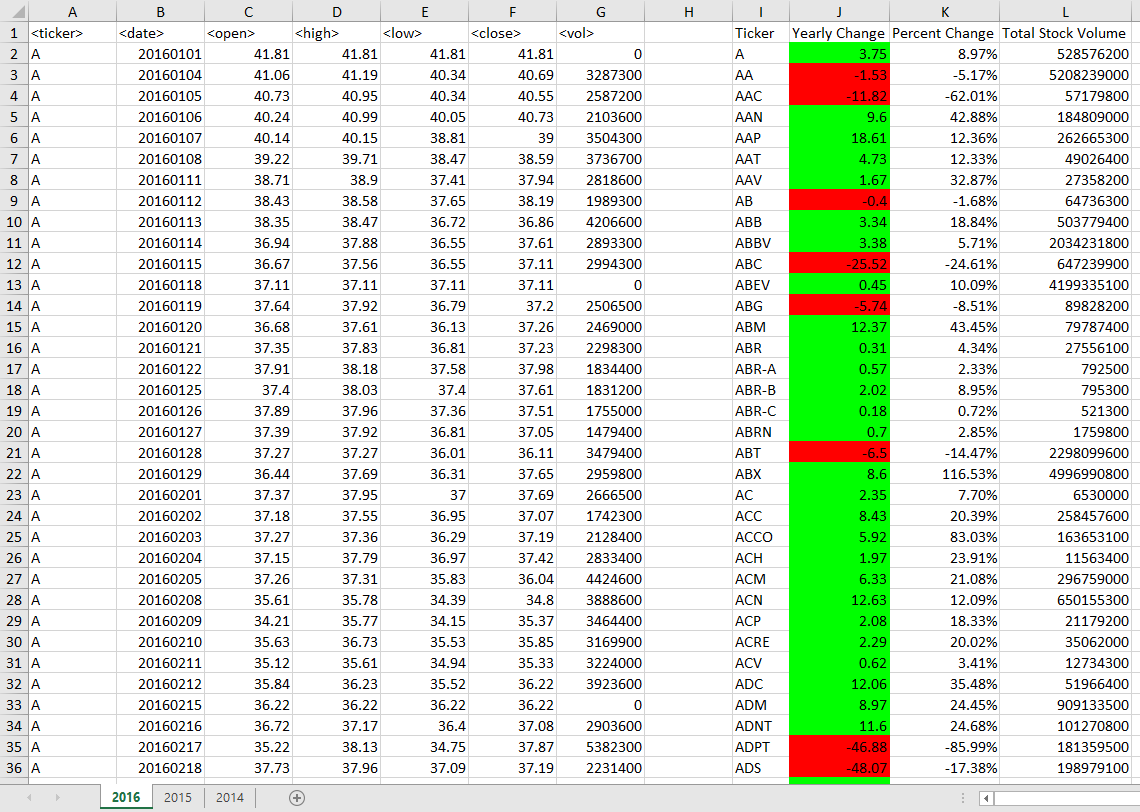 A B C D E F G H I J K L
1 <ticker> <date> <open> <high> <low> <close> <vol> Ticker Yearly Change Percent Change Total Stock Volume
2 A 20160101 41.81 41.81 41.81 41.81 0 A 3.75 8.97% 528576200
3 A 20160104 41.06 41.19 40.34 40.69 3287300 AA -1.53 -5.17% 5208239000
4 A 20160105 40.73 40.95 40.34 40.55 2587200 AAC -11.82 -62.01% 57179800
5 A 20160106 40.24 40.99 40.05 40.73 2103600 AAN 9.6 42.88% 184809000
6 A 20160107 40.14 40.15 38.81 39 3504300 AAP 18.61 12.36% 262665300
7 A 20160108 39.22 39.71 38.47 38.59 3736700 AAT 4.73 12.33% 49026400
8 A 20160111 38.71 38.9 37.41 37.94 2818600 AAV 1.67 32.87% 27358200
9 A 20160112 38.43 38.58 37.65 38.19 1989300 AB -0.4 -1.68% 64736300
10 A 20160113 38.35 38.47 36.72 36.86 4206600 ABB 3.34 18.84% 503779400
11 A 20160114 36.94 37.88 36.55 37.61 2893300 ABBV 3.38 5.71% 2034231800
12 A 20160115 36.67 37.56 36.55 37.11 2994300 ABC -25.52 -24.61% 647239900
13 A 20160118 37.11 37.11 37.11 37.11 0 ABEV 0.45 10.09% 4199335100
14 A 20160119 37.64 37.92 36.79 37.2 2506500 ABG -5.74 -8.51% 89828200
15 A 20160120 36.68 37.61 36.13 37.26 2469000 ABM 12.37 43.45% 79787400
16 A 20160121 37.35 37.83 36.81 37.23 2298300 ABR 0.31 4.34% 27556100
17 A 20160122 37.91 38.18 37.58 37.98 1834400 ABR-A 0.57 2.33% 792500
18 A 20160125 37.4 38.03 37.4 37.61 1831200 ABR-B 2.02 8.95% 795300
19 A 20160126 37.89 37.96 37.36 37.51 1755000 ABR-C 0.18 0.72% 521300
20 A 20160127 37.39 37.92 36.81 37.05 1479400 ABRN 0.7 2.85% 1759800
21 A 20160128 37.27 37.27 36.01 36.11 3479400 ABT -6.5 -14.47% 2298099600
22 A 20160129 36.44 37.69 36.31 37.65 2959800 ABX 8.6 116.53% 4996990800
23 A 20160201 37.37 37.95 37 37.69 2666500 AC 2.35 7.70% 6530000
24 A 20160202 37.18 37.55 36.95 37.07 1742300 ACC 8.43 20.39% 258457600
25 A 20160203 37.27 37.36 36.29 37.19 2128400 ACCO 5.92 83.03% 163653100
26 A 20160204 37.15 37.79 36.97 37.42 2833400 ACH 1.97 23.91% 11563400
27 A 20160205 37.26 37.31 35.83 36.04 4424600 ACM 6.33 21.08% 296759000
28 A 20160208 35.61 35.78 34.39 34.8 3888600 ACN 12.63 12.09% 650155300
29 A 20160209 34.21 35.77 34.15 35.37 3464400 ACP 2.08 18.33% 21179200
30 A 20160210 35.63 36.73 35.53 35.85 3169900 ACRE 2.29 20.02% 35062000
31 A 20160211 35.12 35.61 34.94 35.33 3224000 ACV 0.62 3.41% 12734300
32 A 20160212 35.84 36.23 35.52 36.22 3923600 ADC 12.06 35.48% 51966400
33 A 20160215 36.22 36.22 36.22 36.22 0 ADM 8.97 24.45% 909133500
34 A 20160216 36.72 37.17 36.4 37.08 2903600 ADNT 11.6 24.68% 101270800
35 A 20160217 35.22 38.13 34.75 37.87 5382300 ADPT -46.88 -85.99% 181359500
36 A 20160218 37.73 37.96 37.09 37.19 2231400 ADS -48.07 -17.38% 198979100
2016 2015 2014